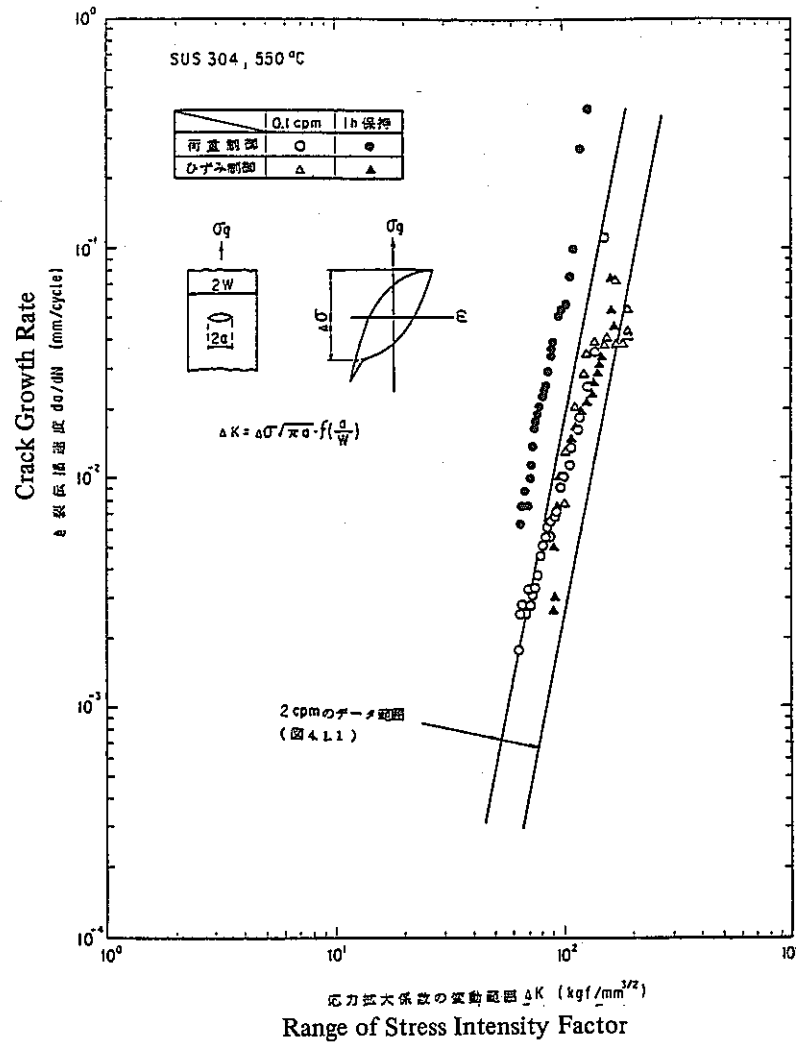 SUS 304, 550 ℃
0.1 cpm 1h 保持
荷重制御
ひずみ制御
σg
2W
2a
σg
Δσ
ε
ΔK = Δσ√πa·f(a/W)
2 cpmのデータ範囲
(図4.1.1)
10⁰
10⁻¹
10⁻²
10⁻³
10⁻⁴
10⁰
10¹
10²
10
Crack Growth Rate
き裂伝播速度 da/dN (mm/cycle)
応力拡大係数の変動範囲 ΔK (kgf/mm³ᐟ²)
Range of Stress Intensity Factor